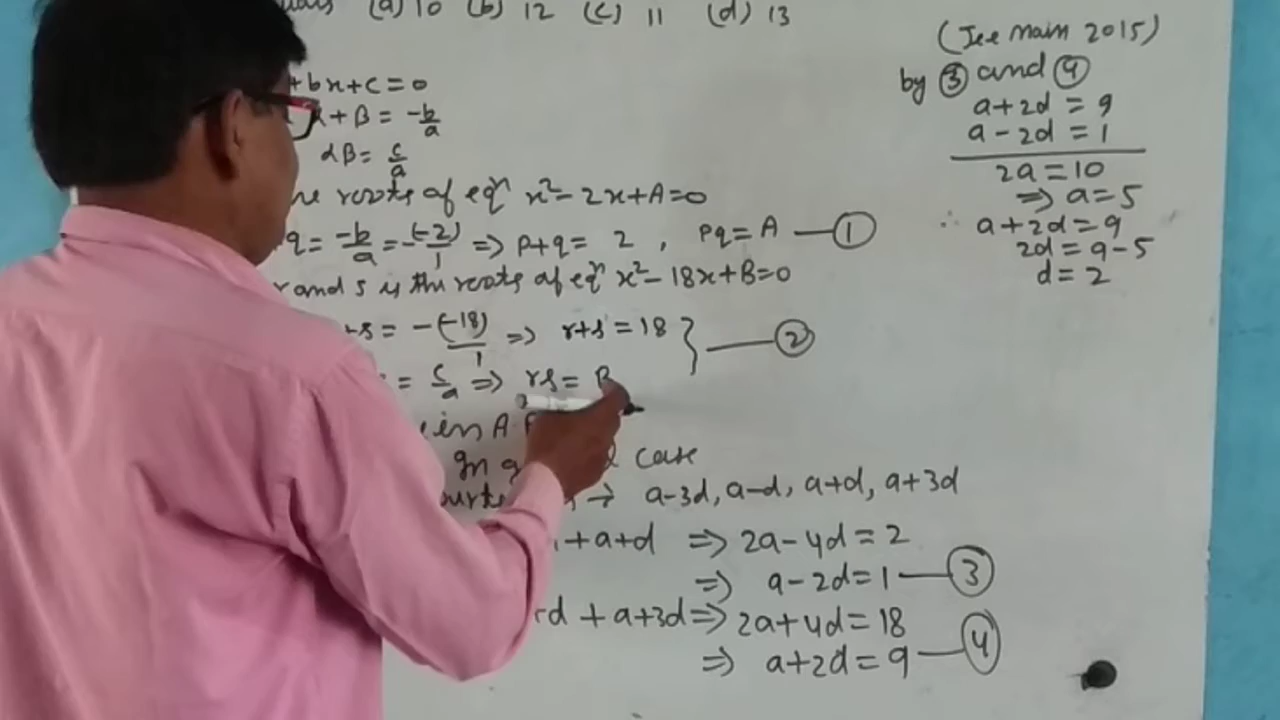 (a) 10 (b) 12 (c) 11 (d) 13
+bx+c=0
+β = -b/a
αβ = c/a
roots of eqn x²-2x+A=0
q = -b/a = -(-2)/1 ⇒ p+q = 2 , pq = A — ①
r and s is the roots of eqn x²-18x+B=0
+s = -(-18)/1 ⇒ r+s = 18
= c/a ⇒ rs = B } — ②
in A.P
In case
→ a-3d, a-d, a+d, a+3d
+a+d ⇒ 2a-4d=2
⇒ a-2d=1 — ③
+ a+3d ⇒ 2a+4d=18
⇒ a+2d=9 — ④
(Jee main 2015)
by ③ and ④
a+2d = 9
a-2d = 1
2a = 10
⇒ a=5
∴ a+2d=9
2d=9-5
d=2